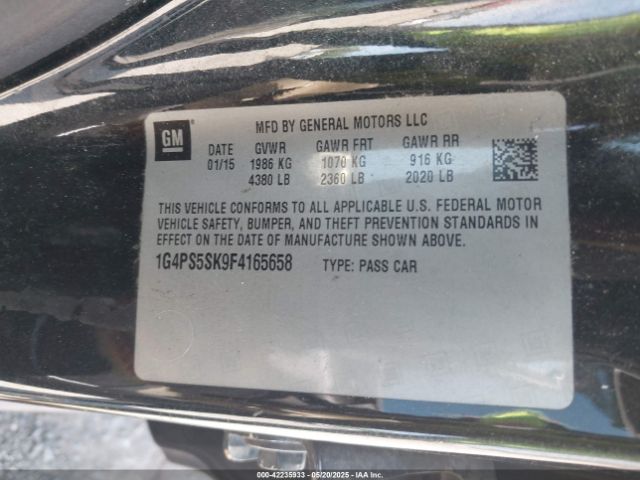 MFD BY GENERAL MOTORS LLC
GM
DATE GVWR GAWR FRT GAWR RR
01/15 1986 KG 1070 KG 916 KG
4380 LB 2360 LB 2020 LB
THIS VEHICLE CONFORMS TO ALL APPLICABLE U.S. FEDERAL MOTOR
VEHICLE SAFETY, BUMPER, AND THEFT PREVENTION STANDARDS IN
EFFECT ON THE DATE OF MANUFACTURE SHOWN ABOVE.
1G4PS5SK9F4165658 TYPE: PASS CAR
000-42235933 - 05/20/2025 - IAAI.COM